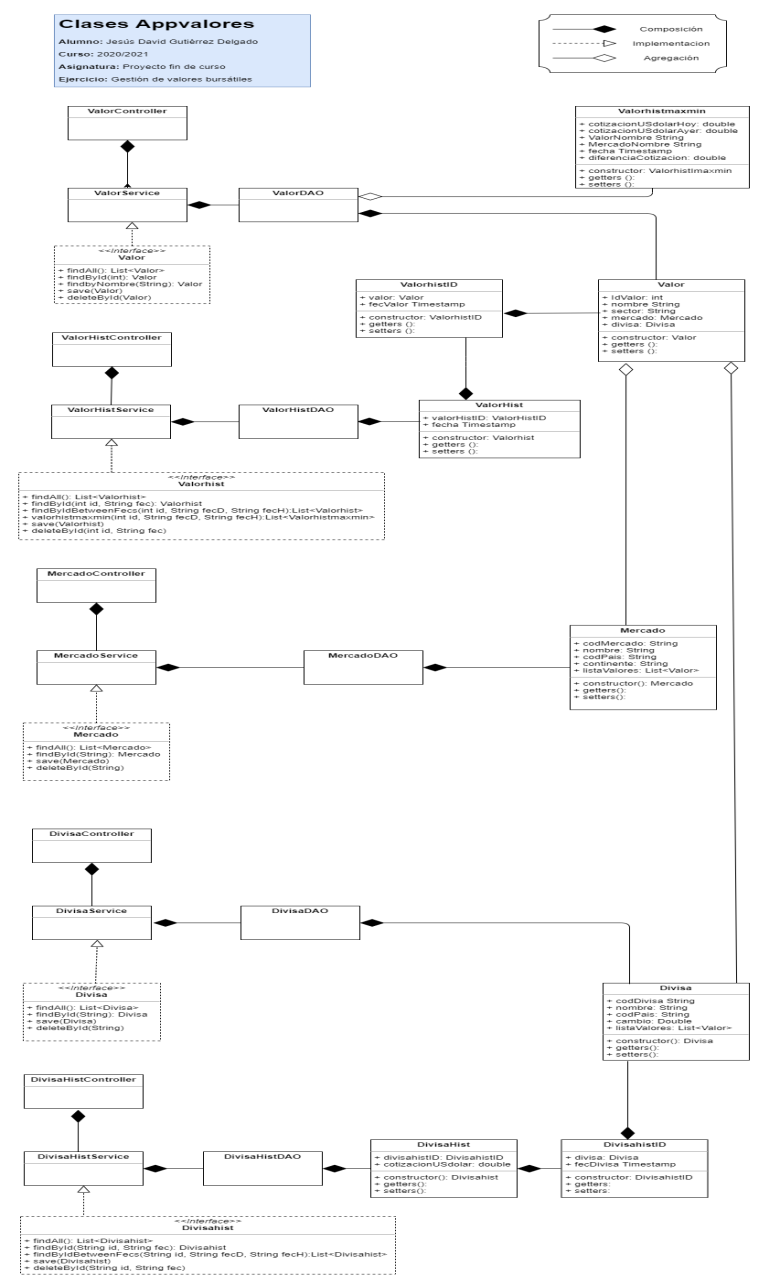 Clases Appvalores
Alumno: Jesús David Gutiérrez Delgado
Curso: 2020/2021
Asignatura: Proyecto fin de curso
Ejercicio: Gestión de valores bursátiles
Composición
Implementacion
Agregación
ValorController
Valorhistmaxmin
+ cotizacionUSdolarHoy: double
+ cotizacionUSdolarAyer: double
+ ValorNombre String
+ MercadoNombre String
+ fecha Timestamp
+ diferenciaCotizacion: double
+ constructor: Valorhistlmaxmin
+ getters ():
+ setters ():
ValorService
ValorDAO
<<interface>>
Valor
+ findAll(): List<Valor>
+ findById(int): Valor
+ findbyNombre(String): Valor
+ save(Valor)
+ deleteById(Valor)
ValorhistID
+ valor: Valor
+ fecValor Timestamp
+ constructor: ValorhistID
+ getters ():
+ setters ():
Valor
+ IdValor: int
+ nombre String
+ sector: String
+ mercado: Mercado
+ divisa: Divisa
+ constructor: Valor
+ getters ():
+ setters ():
ValorHistController
ValorHistService
ValorHistDAO
ValorHist
+ valorHistID: ValorHistID
+ fecha Timestamp
+ constructor: Valorhist
+ getters ():
+ setters ():
<<interface>>
Valorhist
+ findAll(): List<Valorhist>
+ findById(int id, String fec): Valorhist
+ findByIdBetweenFecs(int id, String fecD, String fecH):List<Valorhist>
+ valorhistmaxmin(int id, String fecD, String fecH):List<Valorhistmaxmin>
+ save(Valorhist)
+ deleteById(int id, String fec)
MercadoController
MercadoService
MercadoDAO
Mercado
+ codMercado: String
+ nombre: String
+ codPais: String
+ continente: String
+ listaValores: List<Valor>
+ constructor(): Mercado
+ getters():
+ setters():
<<interface>>
Mercado
+ findAll(): List<Mercado>
+ findById(String): Mercado
+ save(Mercado)
+ deleteById(String)
DivisaController
DivisaService
DivisaDAO
<<interface>>
Divisa
+ findAll(): List<Divisa>
+ findById(String): Divisa
+ save(Divisa)
+ deleteById(String)
Divisa
+ codDivisa String
+ nombre: String
+ codPais: String
+ cambio: Double
+ listaValores: List<Valor>
+ constructor(): Divisa
+ getters():
+ setters():
DivisaHistController
DivisaHistService
DivisaHistDAO
DivisaHist
+ divisahistID: DivisahistID
+ cotizacionUSdolar: double
+ constructor(): Divisahist
+ getters():
+ setters():
DivisahistID
+ divisa: Divisa
+ fecDivisa Timestamp
+ constructor: DivisahistID
+ getters:
+ setters:
<<interface>>
Divisahist
+ findAll(): List<Divisahist>
+ findById(String id, String fec): Divisahist
+ findByIdBetweenFecs(String id, String fecD, String fecH):List<Divisahist>
+ save(Divisahist)
+ deleteById(String id, String fec)